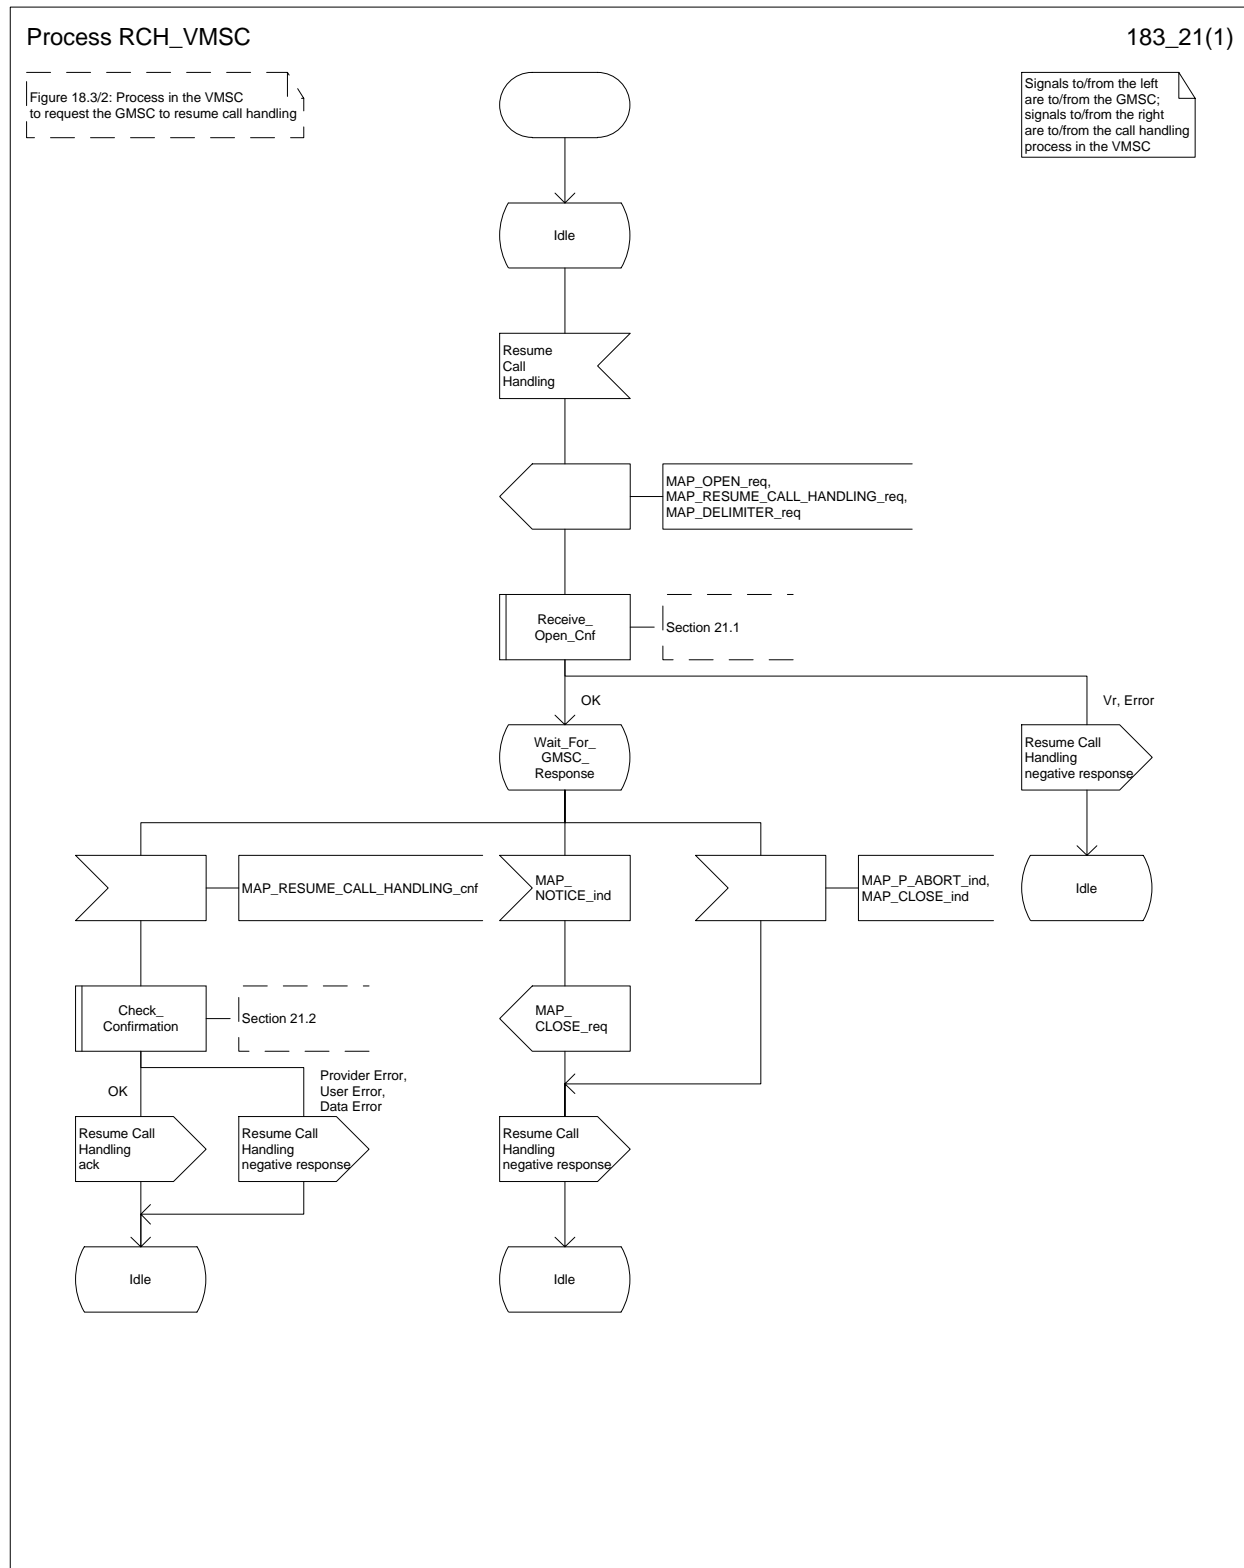 Process RCH_VMSC
183_21(1)
Figure 18.3/2: Process in the VMSC
to request the GMSC to resume call handling
Signals to/from the left
are to/from the GMSC;
signals to/from the right
are to/from the call handling
process in the VMSC
Idle
Resume
Call
Handling
MAP_OPEN_req,
MAP_RESUME_CALL_HANDLING_req,
MAP_DELIMITER_req
Receive_
Open_Cnf
Section 21.1
OK
Vr, Error
Wait_For_
GMSC_
Response
Resume Call
Handling
negative response
MAP_RESUME_CALL_HANDLING_cnf
MAP_
NOTICE_ind
MAP_P_ABORT_ind,
MAP_CLOSE_ind
Idle
Check_
Confirmation
Section 21.2
MAP_
CLOSE_req
OK
Provider Error,
User Error,
Data Error
Resume Call
Handling
ack
Resume Call
Handling
negative response
Resume Call
Handling
negative response
Idle
Idle